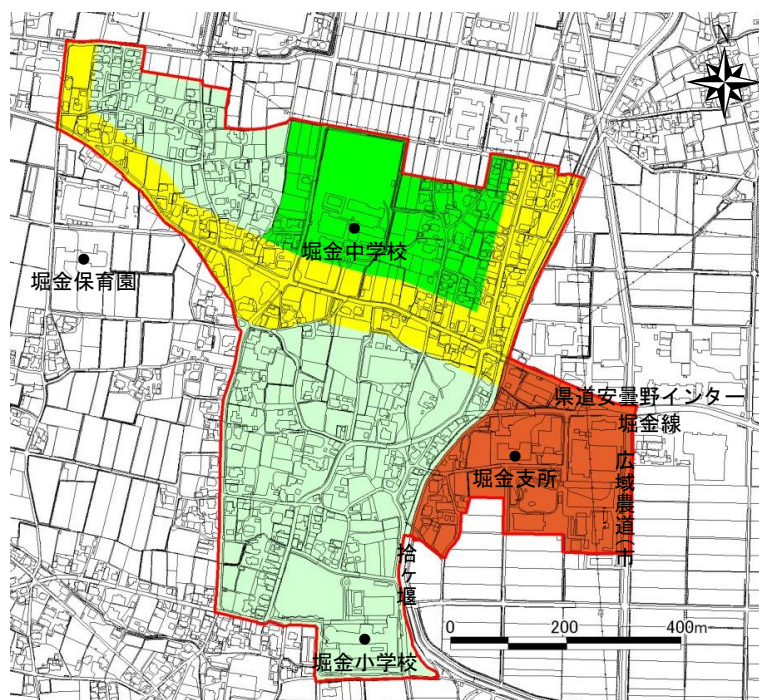 N
堀金中学校
堀金保育園
県道安曇野インター
堀金線
堀金支所
広域農道(市
拾ヶ堰
0 200 400m
堀金小学校